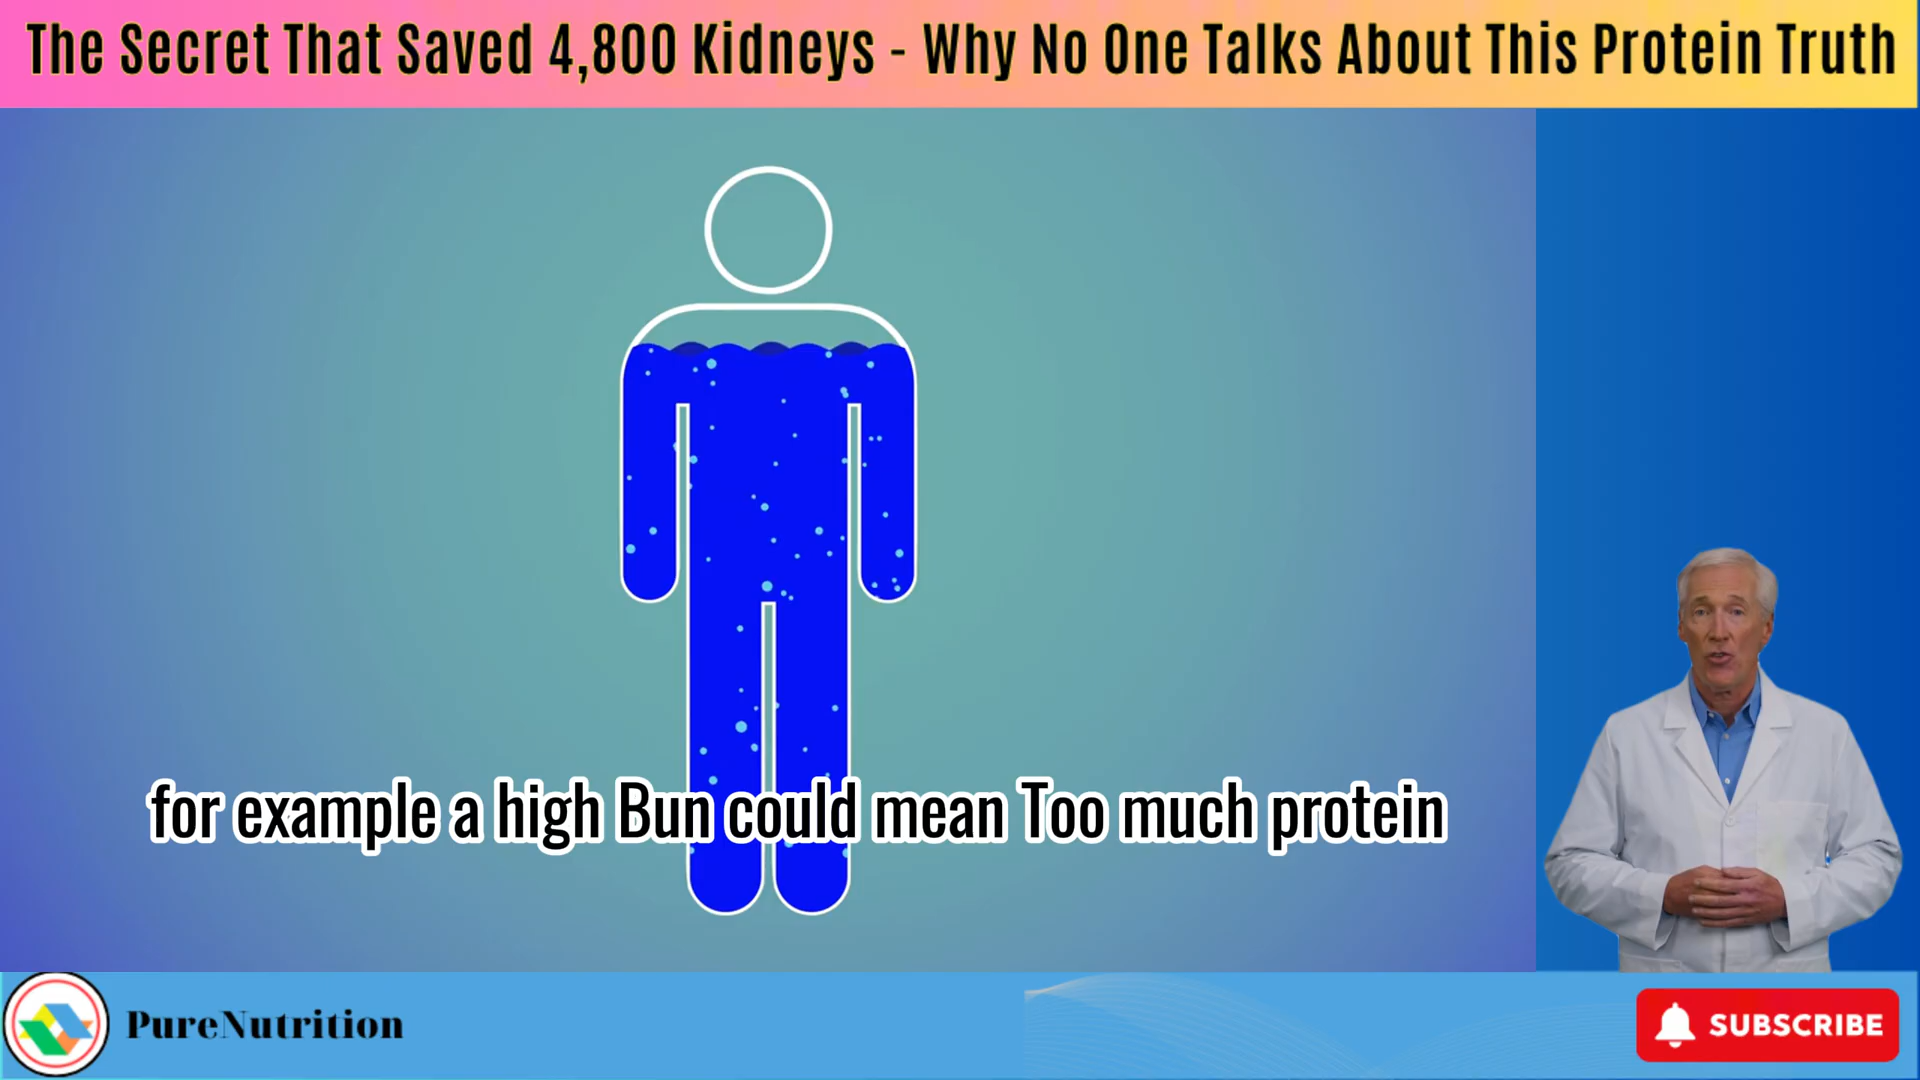 The Secret That Saved 4,800 Kidneys - Why No One Talks About This Protein Truth
for example a high Bun could mean Too much protein
PureNutrition
SUBSCRIBE